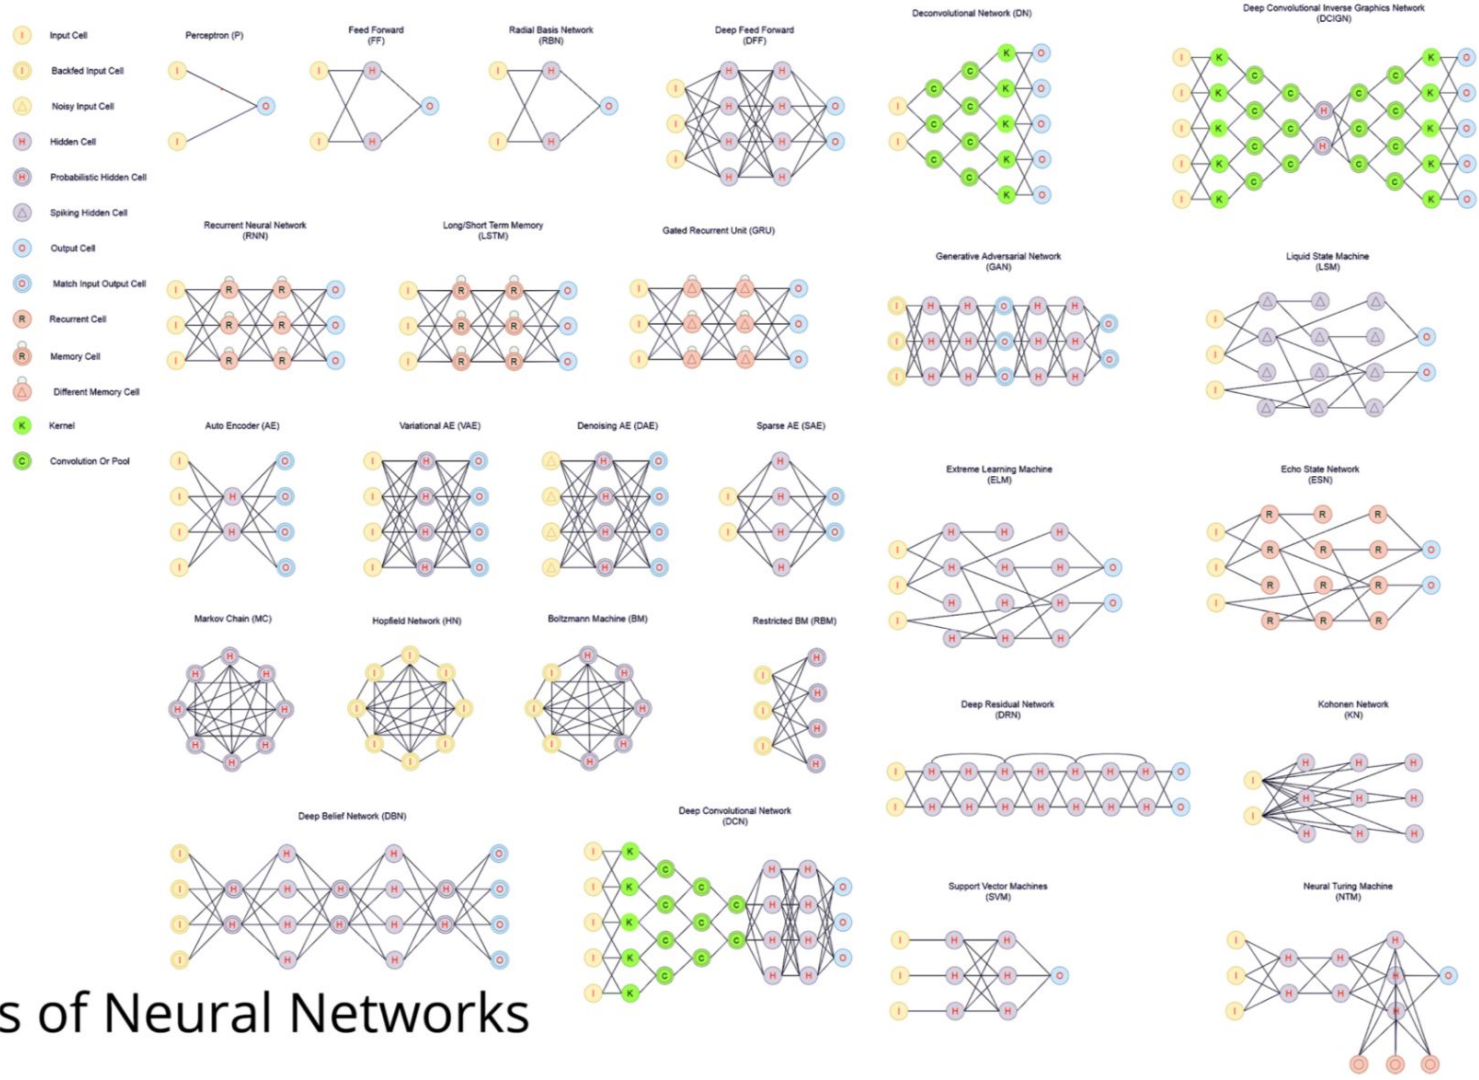 Input Cell
Backfed Input Cell
Noisy Input Cell
Hidden Cell
Probabilistic Hidden Cell
Spiking Hidden Cell
Output Cell
Match Input Output Cell
Recurrent Cell
Memory Cell
Different Memory Cell
Kernel
Convolution Or Pool
Perceptron (P)
Feed Forward
(FF)
Radial Basis Network
(RBN)
Deep Feed Forward
(DFF)
Deconvolutional Network (DN)
Deep Convolutional Inverse Graphics Network
(DCIGN)
Recurrent Neural Network
(RNN)
Long/Short Term Memory
(LSTM)
Gated Recurrent Unit (GRU)
Generative Adversarial Network
(GAN)
Liquid State Machine
(LSM)
Auto Encoder (AE)
Variational AE (VAE)
Denoising AE (DAE)
Sparse AE (SAE)
Extreme Learning Machine
(ELM)
Echo State Network
(ESN)
Markov Chain (MC)
Hopfield Network (HN)
Boltzmann Machine (BM)
Restricted BM (RBM)
Deep Residual Network
(DRN)
Kohonen Network
(KN)
Deep Belief Network (DBN)
Deep Convolutional Network
(DCN)
Support Vector Machines
(SVM)
Neural Turing Machine
(NTM)
s of Neural Networks